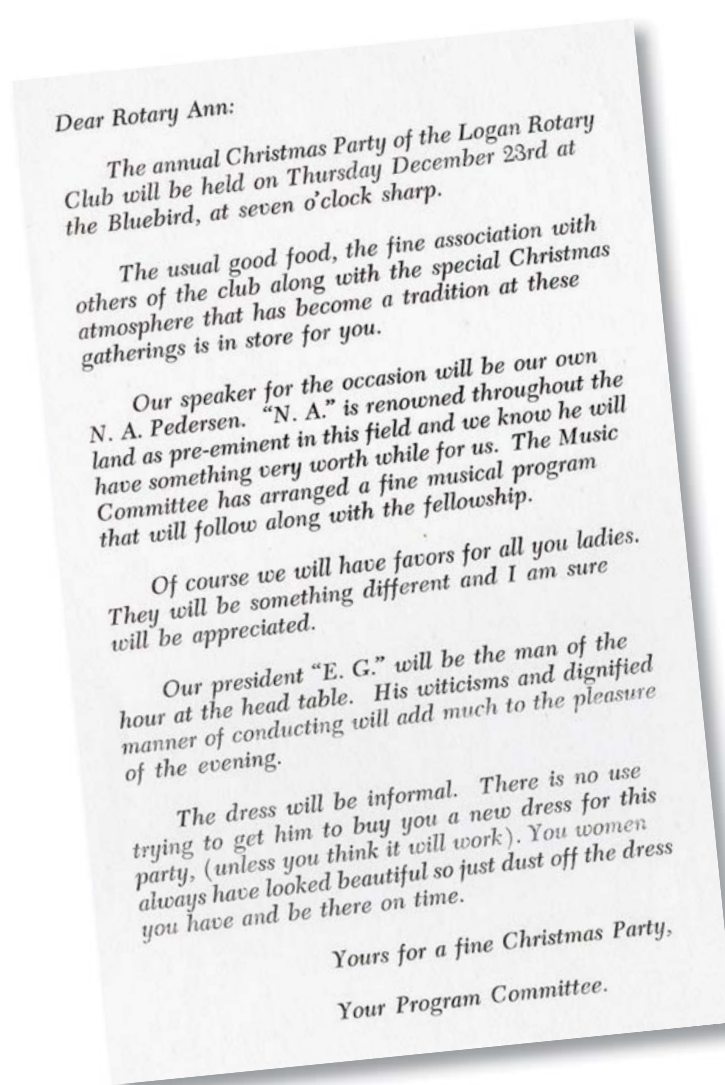 Dear Rotary Ann:
The annual Christmas Party of the Logan Rotary
Club will be held on Thursday December 23rd at
the Bluebird, at seven o'clock sharp.
The usual good food, the fine association with
others of the club along with the special Christmas
atmosphere that has become a tradition at these
gatherings is in store for you.
Our speaker for the occasion will be our own
N. A. Pedersen. "N. A." is renowned throughout the
land as pre-eminent in this field and we know he will
have something very worth while for us. The Music
Committee has arranged a fine musical program
that will follow along with the fellowship.
Of course we will have favors for all you ladies.
They will be something different and I am sure
will be appreciated.
Our president "E. G." will be the man of the
hour at the head table. His witicisms and dignified
manner of conducting will add much to the pleasure
of the evening.
The dress will be informal. There is no use
trying to get him to buy you a new dress for this
party, (unless you think it will work). You women
always have looked beautiful so just dust off the dress
you have and be there on time.
Yours for a fine Christmas Party,
Your Program Committee.